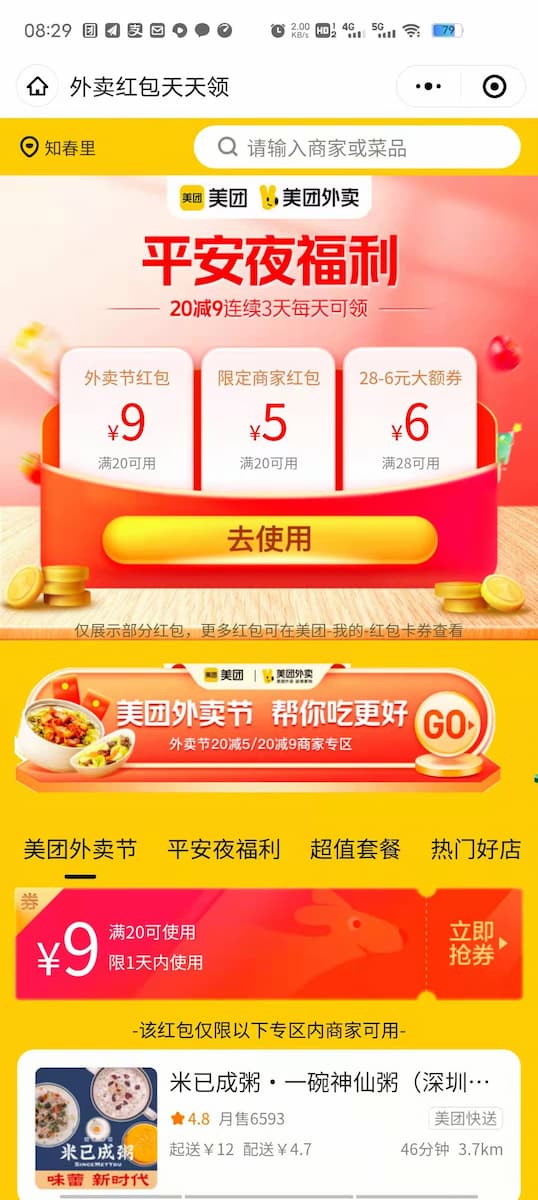 08:29
2.00
KB/s
HD
1
2
4G
5G
79
外卖红包天天领
知春里
请输入商家或菜品
美团 美团 美团外卖
平安夜福利
20减9连续3天每天可领
外卖节红包 限定商家红包 28-6元大额券
¥9 ¥5 ¥6
满20可用 满20可用 满28可用
去使用
仅展示部分红包，更多红包可在美团-我的-红包卡券查看
美团 美团 | 美团外卖
美团外卖节 帮你吃更好
GO
外卖节20减5/20减9商家专区
美团外卖节 平安夜福利 超值套餐 热门好店
券
¥9
满20可使用
限1天内使用
立即
抢券
-该红包仅限以下专区内商家可用-
米已成粥·一碗神仙粥（深圳…
4.8 月售6593 美团快送
起送¥12 配送¥4.7 46分钟 3.7km
米已成粥
SINCEMETYOU
味蕾 新时代